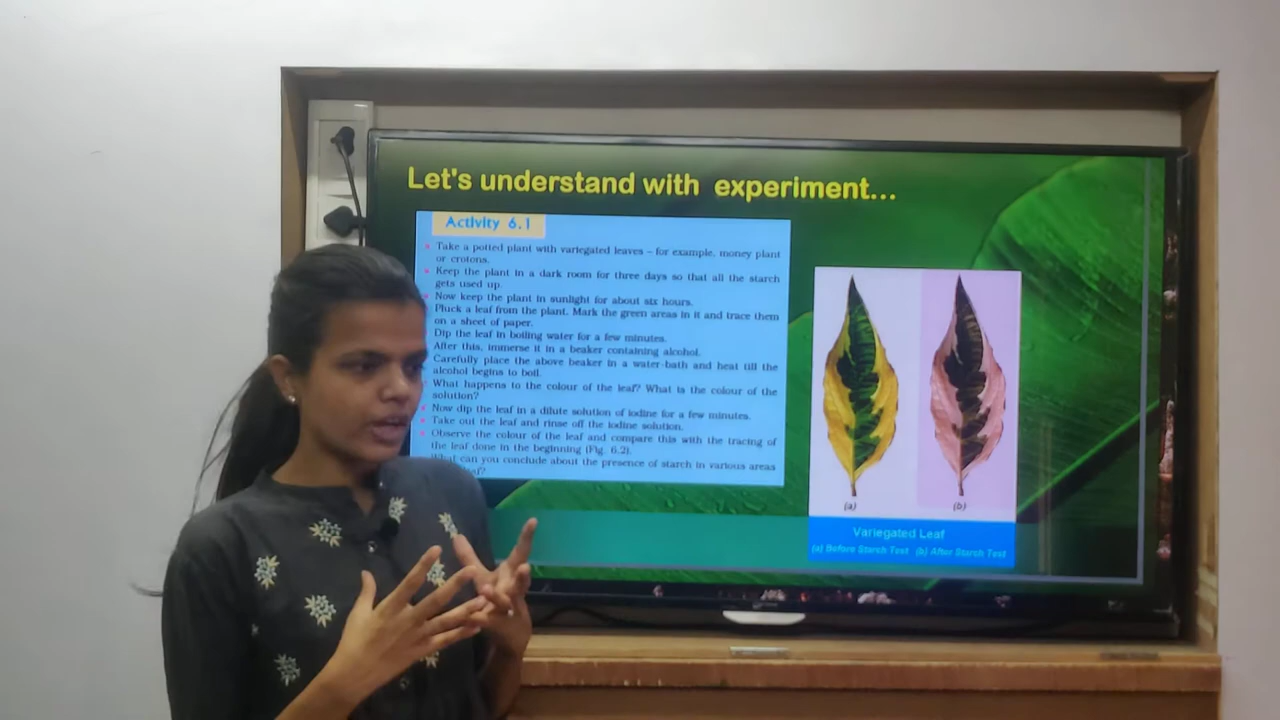 Let's understand with experiment...
Activity 6.1
Take a potted plant with variegated leaves – for example, money plant
or crotons.
Keep the plant in a dark room for three days so that all the starch
gets used up.
Now keep the plant in sunlight for about six hours.
Pluck a leaf from the plant. Mark the green areas in it and trace them
on a sheet of paper.
Dip the leaf in boiling water for a few minutes.
After this, immerse it in a beaker containing alcohol.
Carefully place the above beaker in a water-bath and heat till the
alcohol begins to boil.
What happens to the colour of the leaf? What is the colour of the
solution?
Now dip the leaf in a dilute solution of iodine for a few minutes.
Take out the leaf and rinse off the iodine solution.
Observe the colour of the leaf and compare this with the tracing of
the leaf done in the beginning (Fig. 6.2).
What can you conclude about the presence of starch in various areas
(a) (b)
Variegated Leaf
(a) Before Starch Test (b) After Starch Test